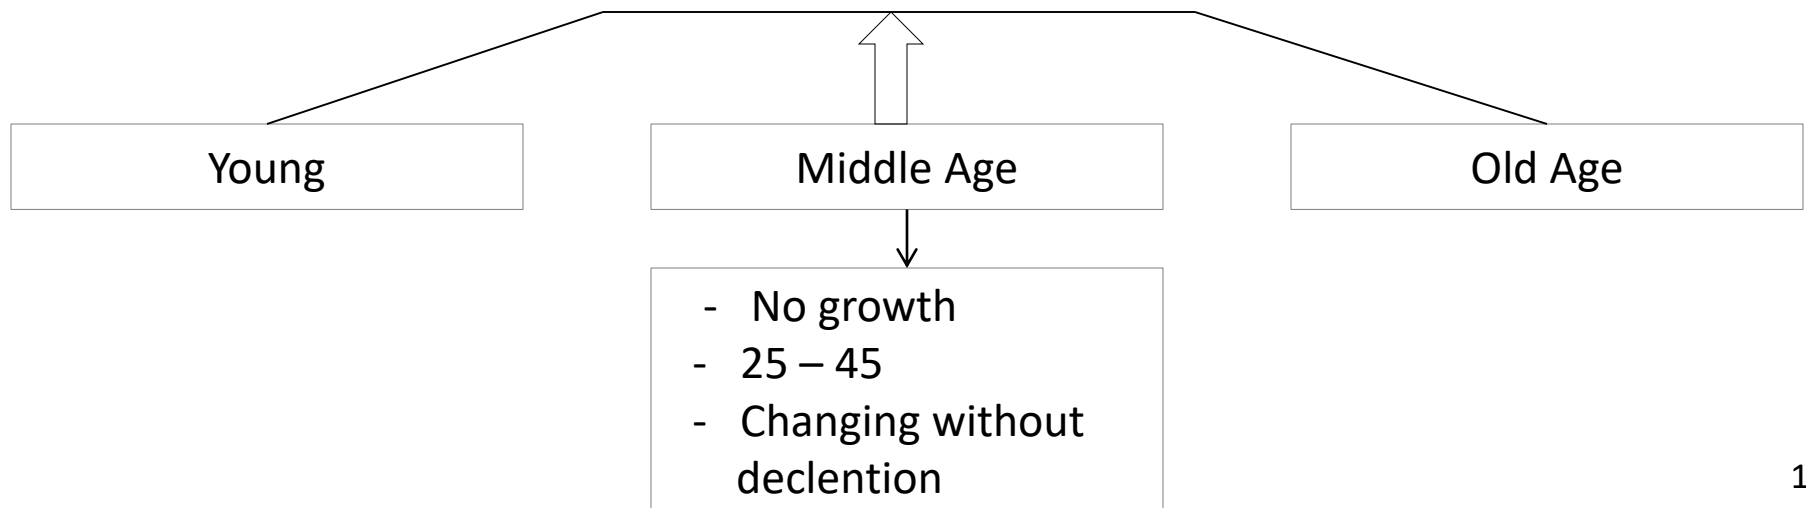 Young
Middle Age
Old Age
- No growth
- 25 – 45
- Changing without
declention
1